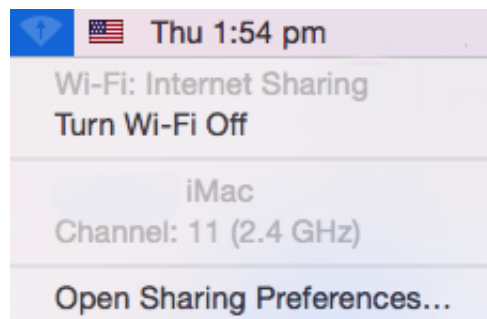 Thu 1:54 pm
Wi-Fi: Internet Sharing
Turn Wi-Fi Off
iMac
Channel: 11 (2.4 GHz)
Open Sharing Preferences...